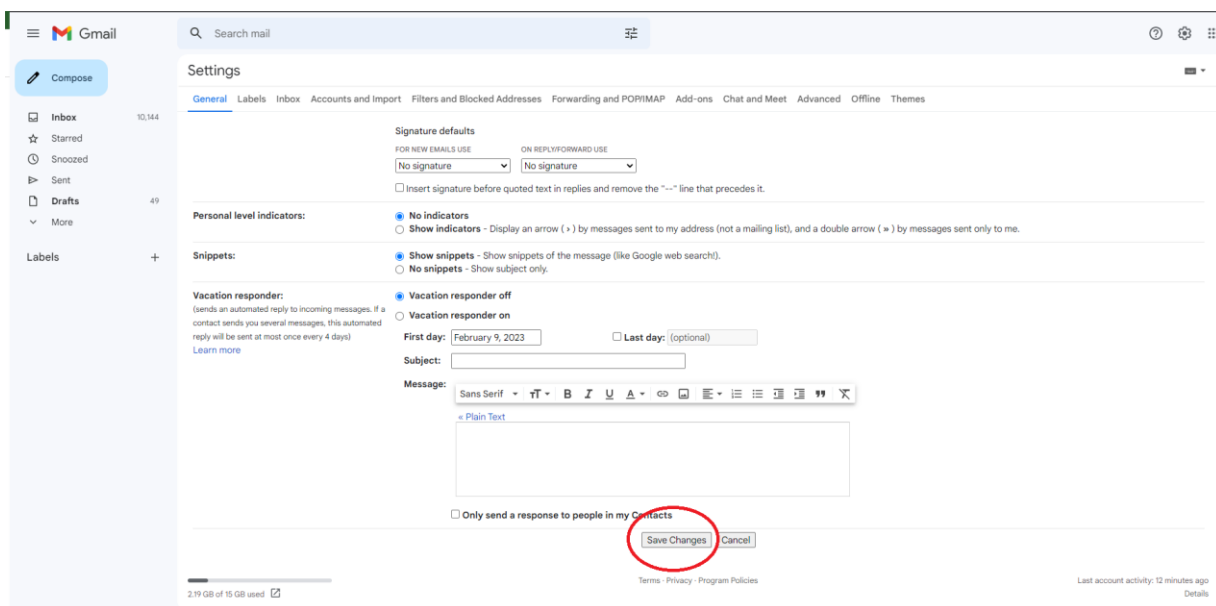 Gmail
Search mail
Compose
Inbox 10,144
Starred
Snoozed
Sent
Drafts 49
More
Labels +
Settings
General Labels Inbox Accounts and Import Filters and Blocked Addresses Forwarding and POP/IMAP Add-ons Chat and Meet Advanced Offline Themes
Signature defaults
FOR NEW EMAILS USE ON REPLY/FORWARD USE
No signature No signature
Insert signature before quoted text in replies and remove the "--" line that precedes it.
Personal level indicators:
No indicators
Show indicators - Display an arrow ( › ) by messages sent to my address (not a mailing list), and a double arrow ( » ) by messages sent only to me.
Snippets:
Show snippets - Show snippets of the message (like Google web search!).
No snippets - Show subject only.
Vacation responder:
(sends an automated reply to incoming messages. If a
contact sends you several messages, this automated
reply will be sent at most once every 4 days)
Learn more
Vacation responder off
Vacation responder on
First day: February 9, 2023 Last day: (optional)
Subject:
Message:
Sans Serif
« Plain Text
Only send a response to people in my Contacts
Save Changes Cancel
2.19 GB of 15 GB used
Terms · Privacy · Program Policies
Last account activity: 12 minutes ago
Details